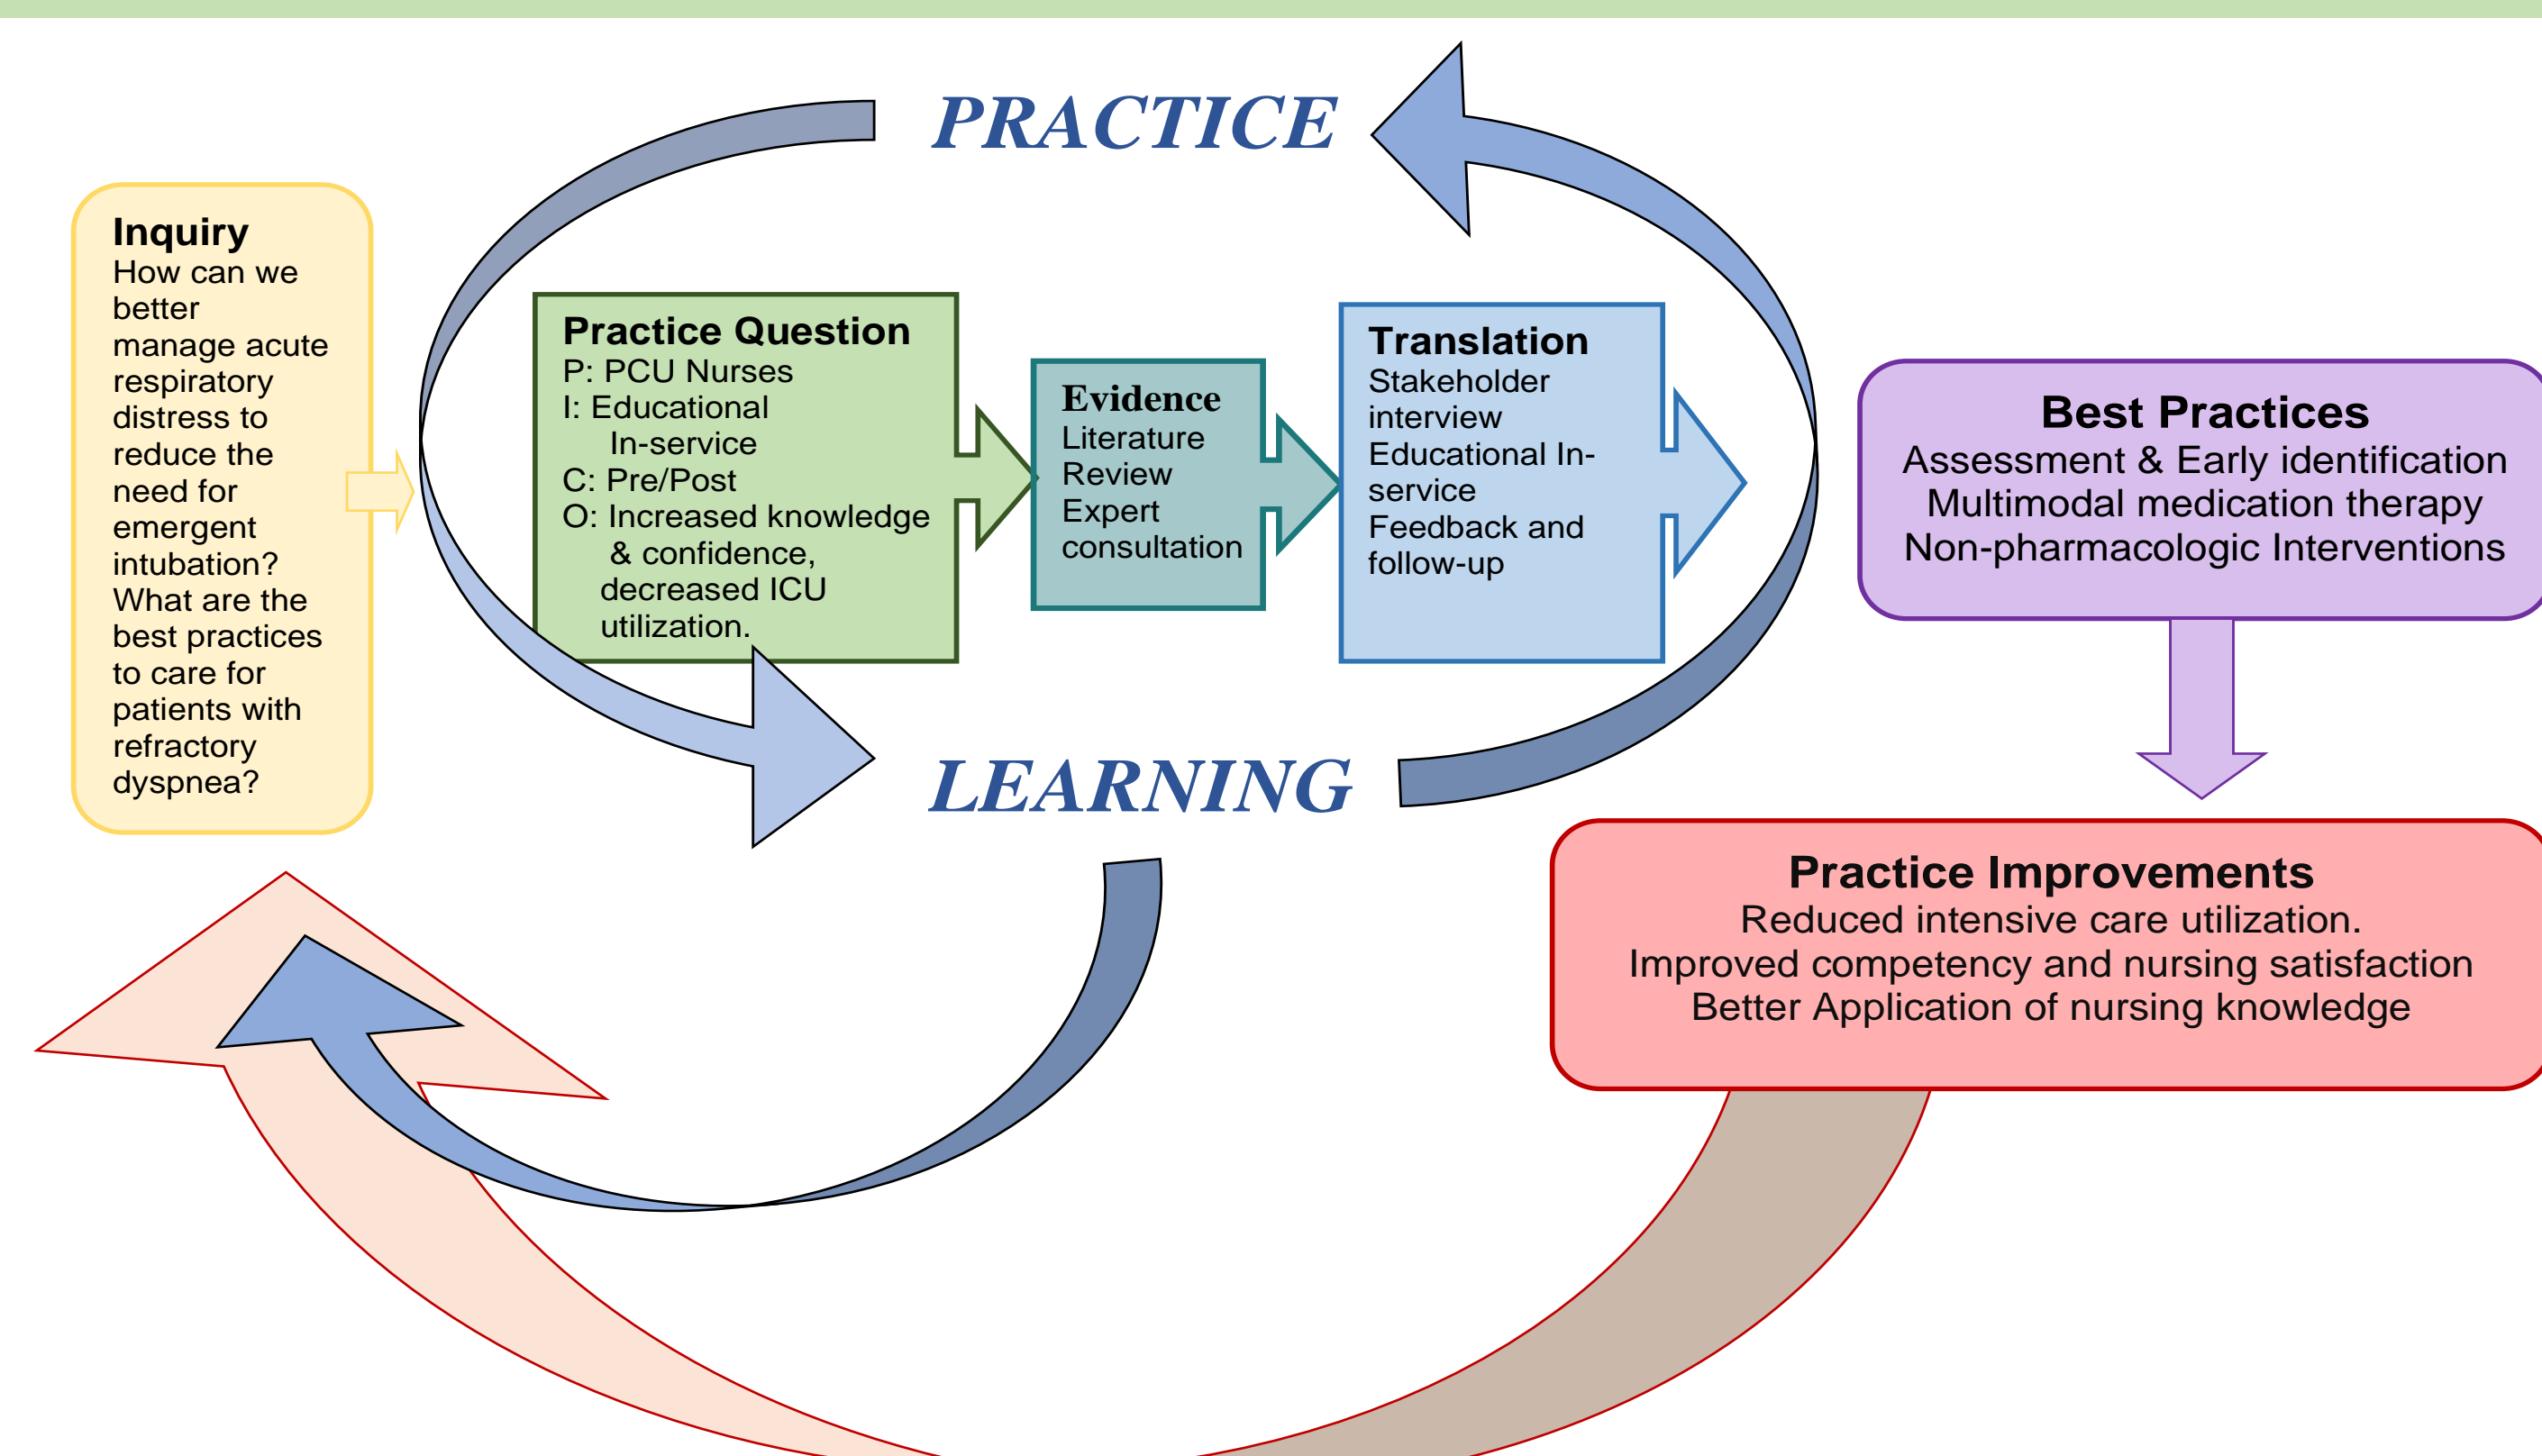 PRACTICE
Inquiry
How can we
better
manage acute
respiratory
distress to
reduce the
need for
emergent
intubation?
What are the
best practices
to care for
patients with
refractory
dyspnea?
Practice Question
P: PCU Nurses
I: Educational
In-service
C: Pre/Post
O: Increased knowledge
& confidence,
decreased ICU
utilization.
Evidence
Literature
Review
Expert
consultation
Translation
Stakeholder
interview
Educational In-
service
Feedback and
follow-up
LEARNING
Best Practices
Assessment & Early identification
Multimodal medication therapy
Non-pharmacologic Interventions
Practice Improvements
Reduced intensive care utilization.
Improved competency and nursing satisfaction
Better Application of nursing knowledge